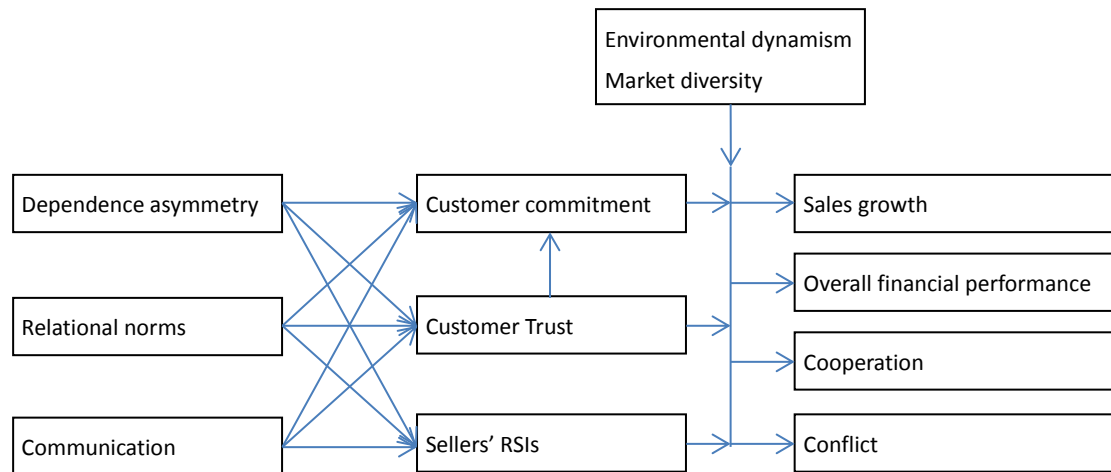 Environmental dynamism
Market diversity
Dependence asymmetry
Customer commitment
Sales growth
Overall financial performance
Relational norms
Customer Trust
Cooperation
Communication
Sellers’ RSIs
Conflict